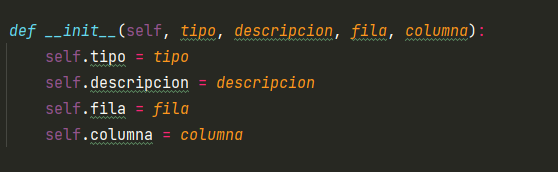 def __init__(self, tipo, descripcion, fila, columna):
    self.tipo = tipo
    self.descripcion = descripcion
    self.fila = fila
    self.columna = columna